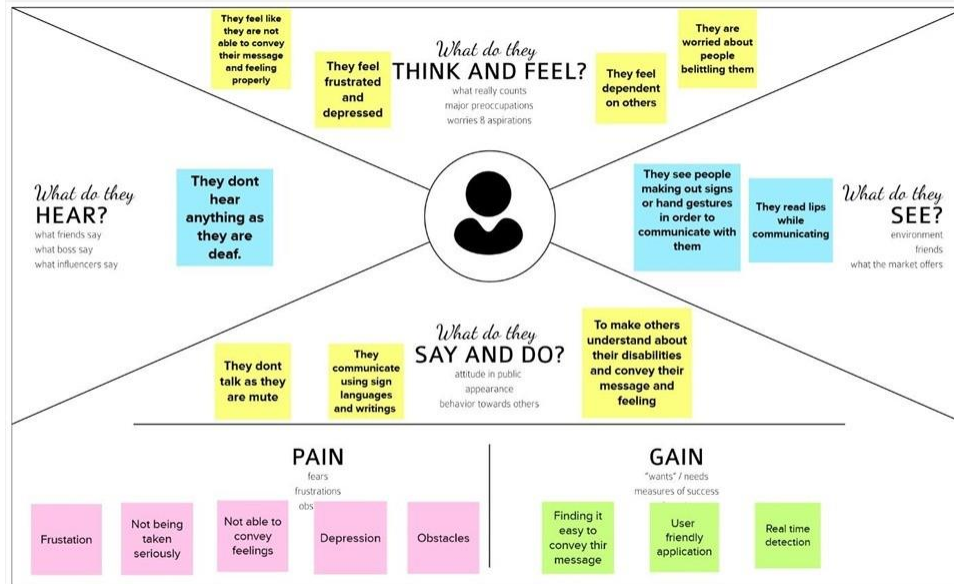 They feel like
they are not
able to convey
their message
and feeling
properly
They feel
frustrated
and
depressed
What do they
THINK AND FEEL?
what really counts
major preoccupations
worries 8 aspirations
They feel
dependent
on others
They are
worried about
people
belittling them
What do they
HEAR?
what friends say
what boss say
what influencers say
They dont
hear
anything as
they are
deaf.
They see people
making out signs
or hand gestures
in order to
communicate with
them
They read lips
while
communicating
What do they
SEE?
environment
friends
what the market offers
They dont
talk as they
are mute
They
communicate
using sign
languages
and writings
What do they
SAY AND DO?
attitude in public
appearance
behavior towards others
To make others
understand about
their disabilities
and convey their
message and
feeling
PAIN
fears
frustrations
obs
Frustation
Not being
taken
seriously
Not able to
convey
feelings
Depression
Obstacles
GAIN
"wants" / needs
measures of success
Finding it
easy to
convey thir
message
User
friendly
application
Real time
detection